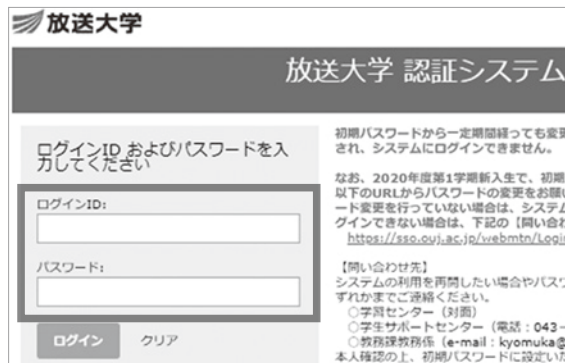 放送大学
放送大学 認証システム
ログインID およびパスワードを入
力してください
ログインID:
パスワード:
ログイン クリア
初期パスワードから一定期間経っても変更
され、システムにログインできません。
なお、2020年度第1学期新入生で、初期
以下のURLからパスワードの変更をお願い
ード変更を行っていない場合は、システム
グインできない場合は、下記の【問い合わ
https://sso.ouj.ac.jp/webmtn/Login
【問い合わせ先】
システムの利用を再開したい場合やパスワ
ずれかまでご連絡ください。
○学習センター（対面）
○学生サポートセンター（電話：043-
○教務課教務係（e-mail：kyomuka@
本人確認の上、初期パスワードに設定いた